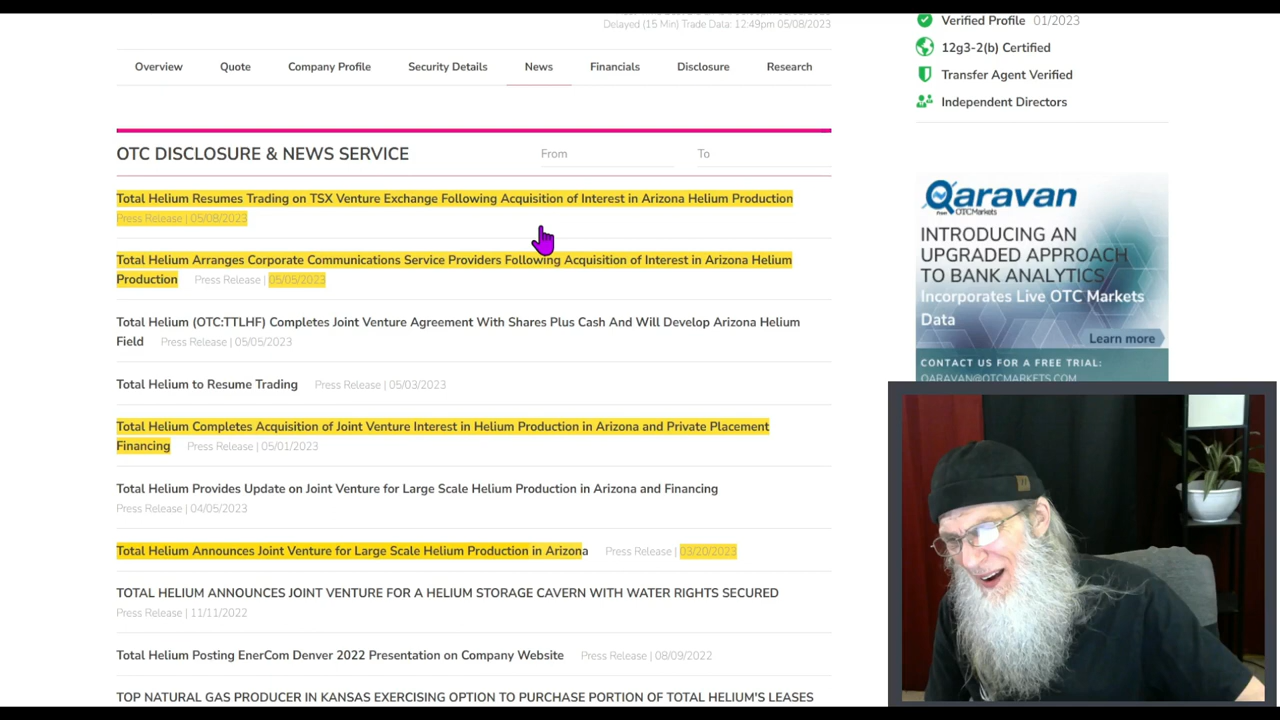 Delayed (15 Min) Trade Data: 12:49pm 05/08/2023
Verified Profile 01/2023
12g3-2(b) Certified
Transfer Agent Verified
Independent Directors
Overview Quote Company Profile Security Details News Financials Disclosure Research
OTC DISCLOSURE & NEWS SERVICE From To
Total Helium Resumes Trading on TSX Venture Exchange Following Acquisition of Interest in Arizona Helium Production
Press Release | 05/08/2023
Total Helium Arranges Corporate Communications Service Providers Following Acquisition of Interest in Arizona Helium
Production Press Release | 05/05/2023
Total Helium (OTC:TTLHF) Completes Joint Venture Agreement With Shares Plus Cash And Will Develop Arizona Helium
Field Press Release | 05/05/2023
Total Helium to Resume Trading Press Release | 05/03/2023
Total Helium Completes Acquisition of Joint Venture Interest in Helium Production in Arizona and Private Placement
Financing Press Release | 05/01/2023
Total Helium Provides Update on Joint Venture for Large Scale Helium Production in Arizona and Financing
Press Release | 04/05/2023
Total Helium Announces Joint Venture for Large Scale Helium Production in Arizona Press Release | 03/20/2023
TOTAL HELIUM ANNOUNCES JOINT VENTURE FOR A HELIUM STORAGE CAVERN WITH WATER RIGHTS SECURED
Press Release | 11/11/2022
Total Helium Posting EnerCom Denver 2022 Presentation on Company Website Press Release | 08/09/2022
TOP NATURAL GAS PRODUCER IN KANSAS EXERCISING OPTION TO PURCHASE PORTION OF TOTAL HELIUM'S LEASES
Qaravan
From OTCMarkets
INTRODUCING AN
UPGRADED APPROACH
TO BANK ANALYTICS
Incorporates Live OTC Markets
Data
Learn more
CONTACT US FOR A FREE TRIAL:
QARAVAN@OTCMARKETS.COM